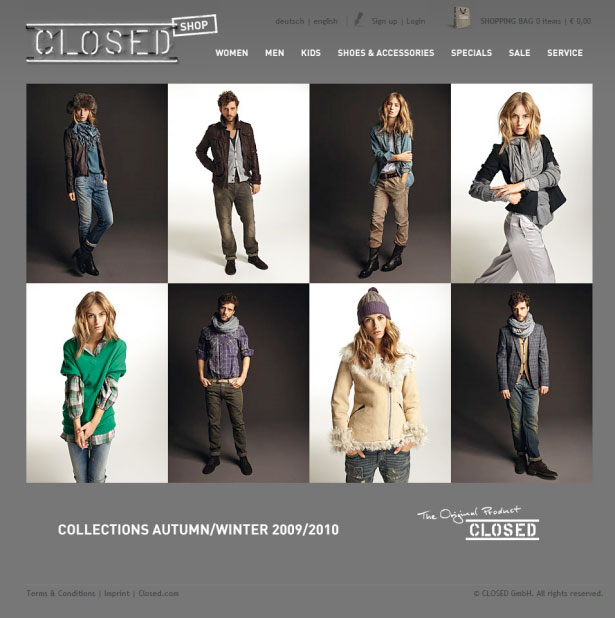 CLOSED SHOP
deutsch | english
Sign up | Login
SHOPPING BAG 0 Items | € 0,00
WOMEN MEN KIDS SHOES & ACCESSORIES SPECIALS SALE SERVICE
COLLECTIONS AUTUMN/WINTER 2009/2010
The Original Product
CLOSED
Terms & Conditions | Imprint | Closed.com
© CLOSED GmbH. All rights reserved.